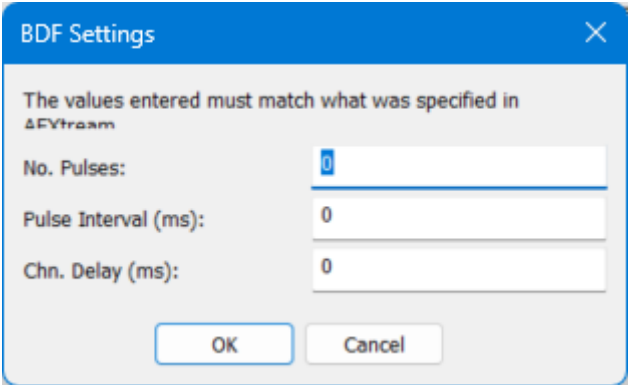 BDF Settings
The values entered must match what was specified in
AFXtream
No. Pulses:
0
Pulse Interval (ms):
0
Chn. Delay (ms):
0
OK
Cancel